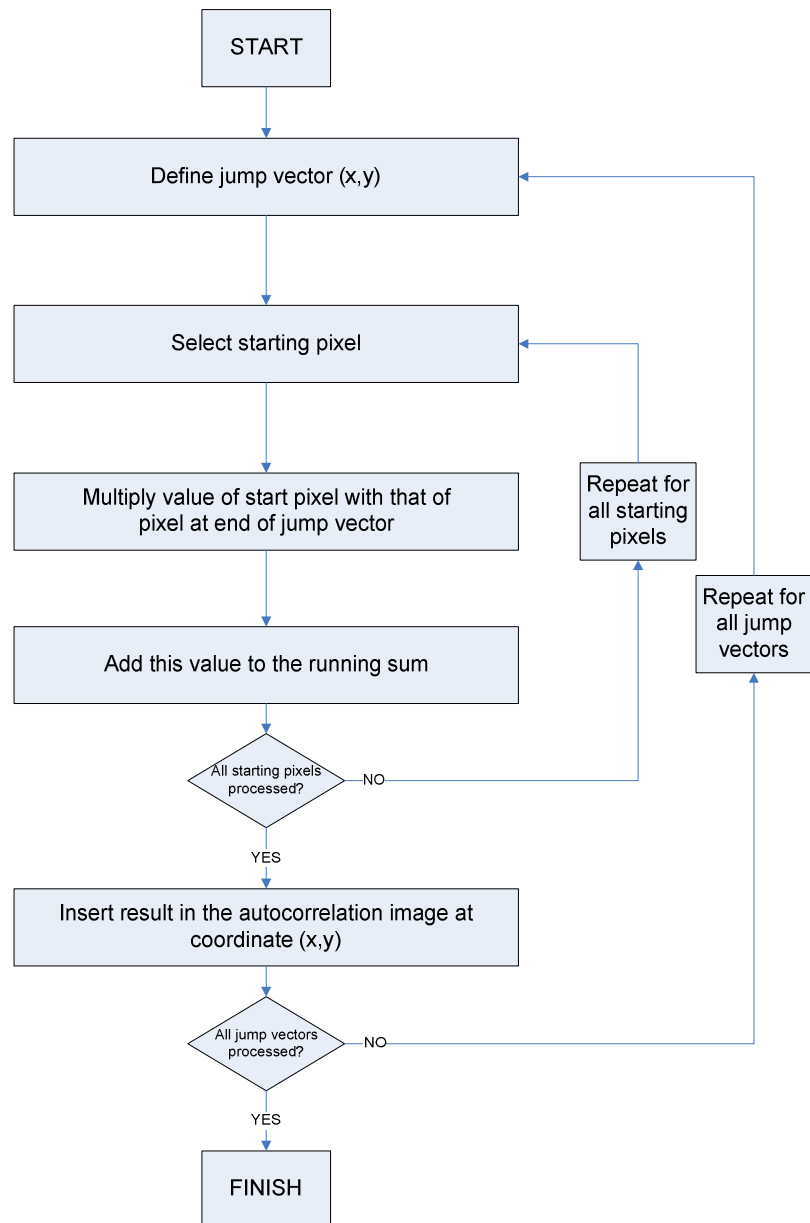 START
Define jump vector (x,y)
Select starting pixel
Multiply value of start pixel with that of
pixel at end of jump vector
Repeat for
all starting
pixels
Repeat for
all jump
vectors
Add this value to the running sum
All starting pixels
processed?
NO
YES
Insert result in the autocorrelation image at
coordinate (x,y)
All jump vectors
processed?
NO
YES
FINISH